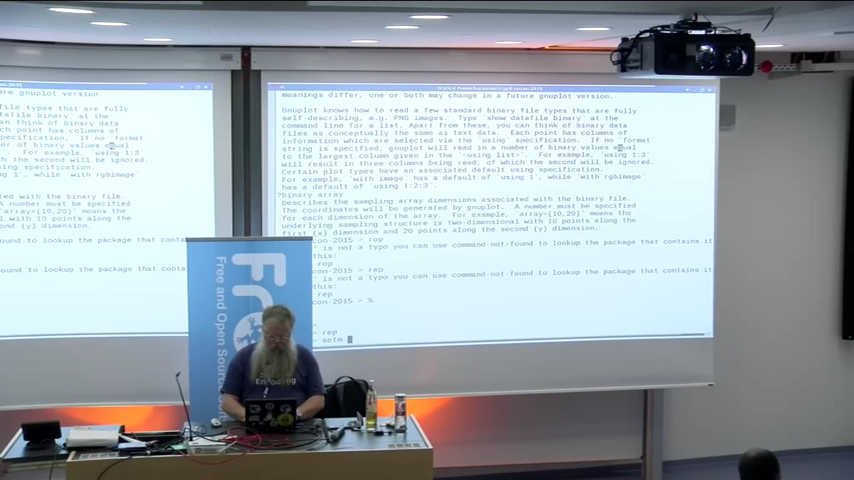 meanings differ, one or both may change in a future gnuplot version.
Gnuplot knows how to read a few standard binary file types that are fully
self-describing, e.g. PNG images.  Type `show datafile binary` at the
command line for a list.  Apart from these, you can think of binary data
files as conceptually the same as text data.  Each point has columns of
information which are selected via the `using` specification.  If no `format`
string is specified, gnuplot will read in a number of binary values equal
to the largest column given in the `<using list>`.  For example, `using 1:3`
will result in three columns being read, of which the second will be ignored.
Certain plot types have an associated default using specification.
For example, `with image` has a default of `using 1`, while `with rgbimage`
has a default of `using 1:2:3`.
?binary array
Describes the sampling array dimensions associated with the binary file.
The coordinates will be generated by gnuplot.  A number must be specified
for each dimension of the array.  For example, `array=(10,20)` means the
underlying sampling structure is two-dimensional with 10 points along the
first (x) dimension and 20 points along the second (y) dimension.
con-2015 > rop
' is not a typo you can use command-not-found to lookup the package that contains it
this:
rop
con-2015 > rep
' is not a typo you can use command-not-found to lookup the package that contains it
this:
rep
con-2015 > %
rep
setm
Fr
Free and Open Source